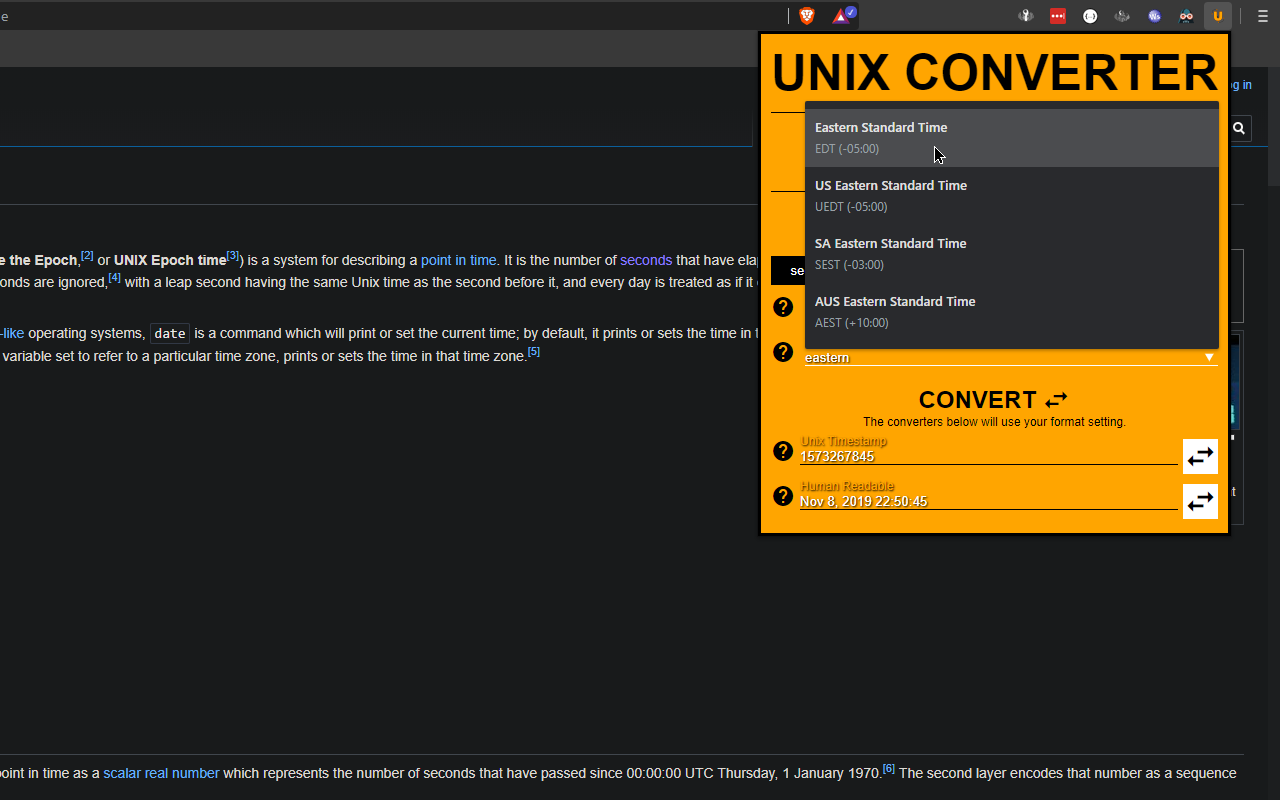 e
UNIX CONVERTER
g in
Eastern Standard Time
EDT (-05:00)
US Eastern Standard Time
UEDT (-05:00)
SA Eastern Standard Time
SEST (-03:00)
AUS Eastern Standard Time
AEST (+10:00)
se
eastern
CONVERT
The converters below will use your format setting.
Unix Timestamp
1573267845
Human Readable
Nov 8, 2019 22:50:45
e the Epoch,[2] or UNIX Epoch time[3]) is a system for describing a point in time. It is the number of seconds that have ela
onds are ignored,[4] with a leap second having the same Unix time as the second before it, and every day is treated as if it
-like operating systems, date is a command which will print or set the current time; by default, it prints or sets the time in
variable set to refer to a particular time zone, prints or sets the time in that time zone.[5]
oint in time as a scalar real number which represents the number of seconds that have passed since 00:00:00 UTC Thursday, 1 January 1970.[6] The second layer encodes that number as a sequence